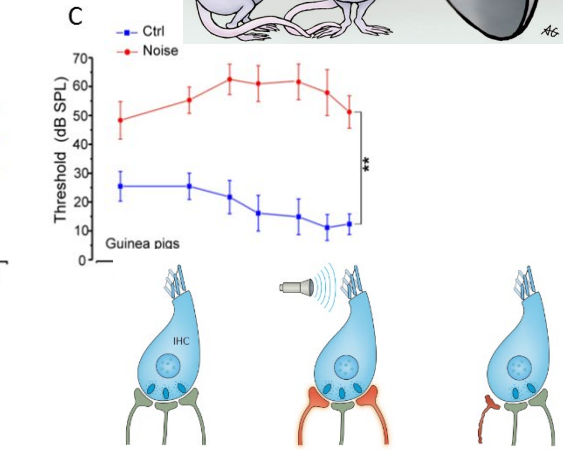 C
Ctrl
Noise
AG
Threshold (dB SPL)
70
60
50
40
30
20
10
0
**
Guinea pigs
IHC